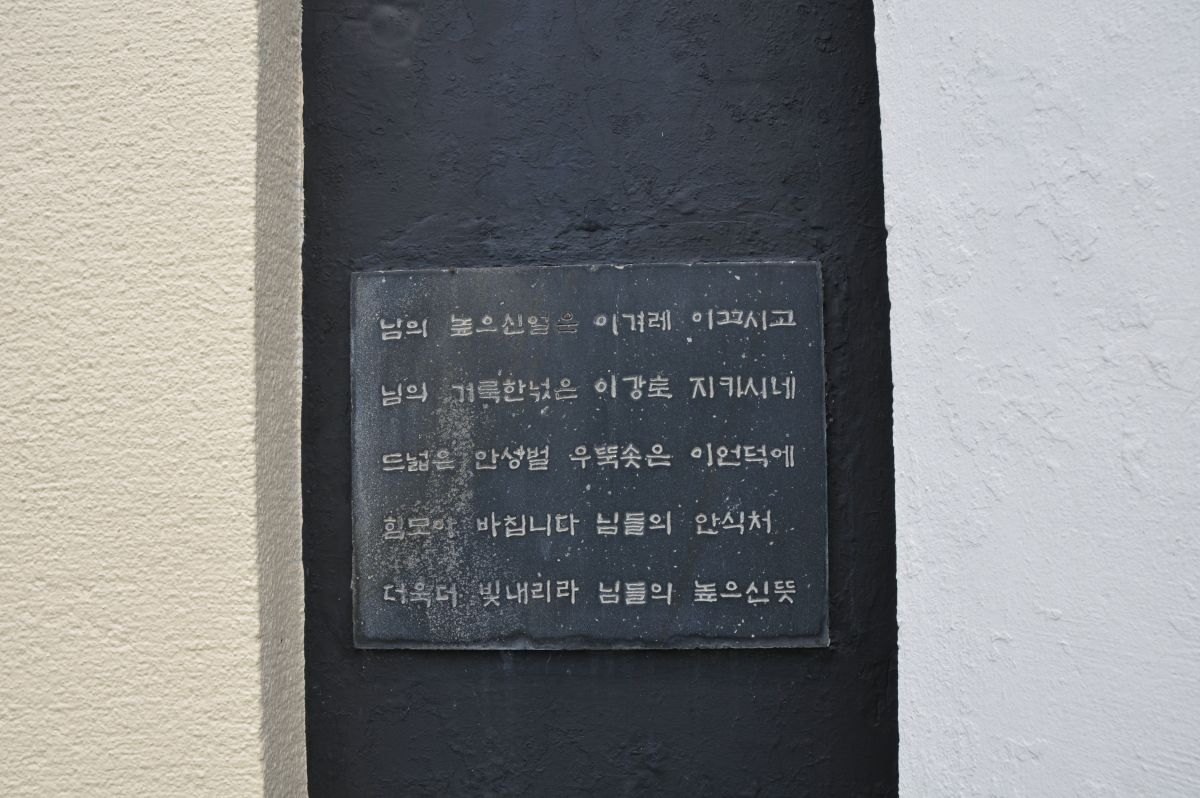 남의 높으신얼은 이겨레 이끄시고
님의 거룩한넋은 이강토 지키시네
드넓은 안성벌 우뚝솟은 이언덕에
힘모아 바칩니다 님들의 안식처
더욱더 빛내리라 님들의 높으신뜻